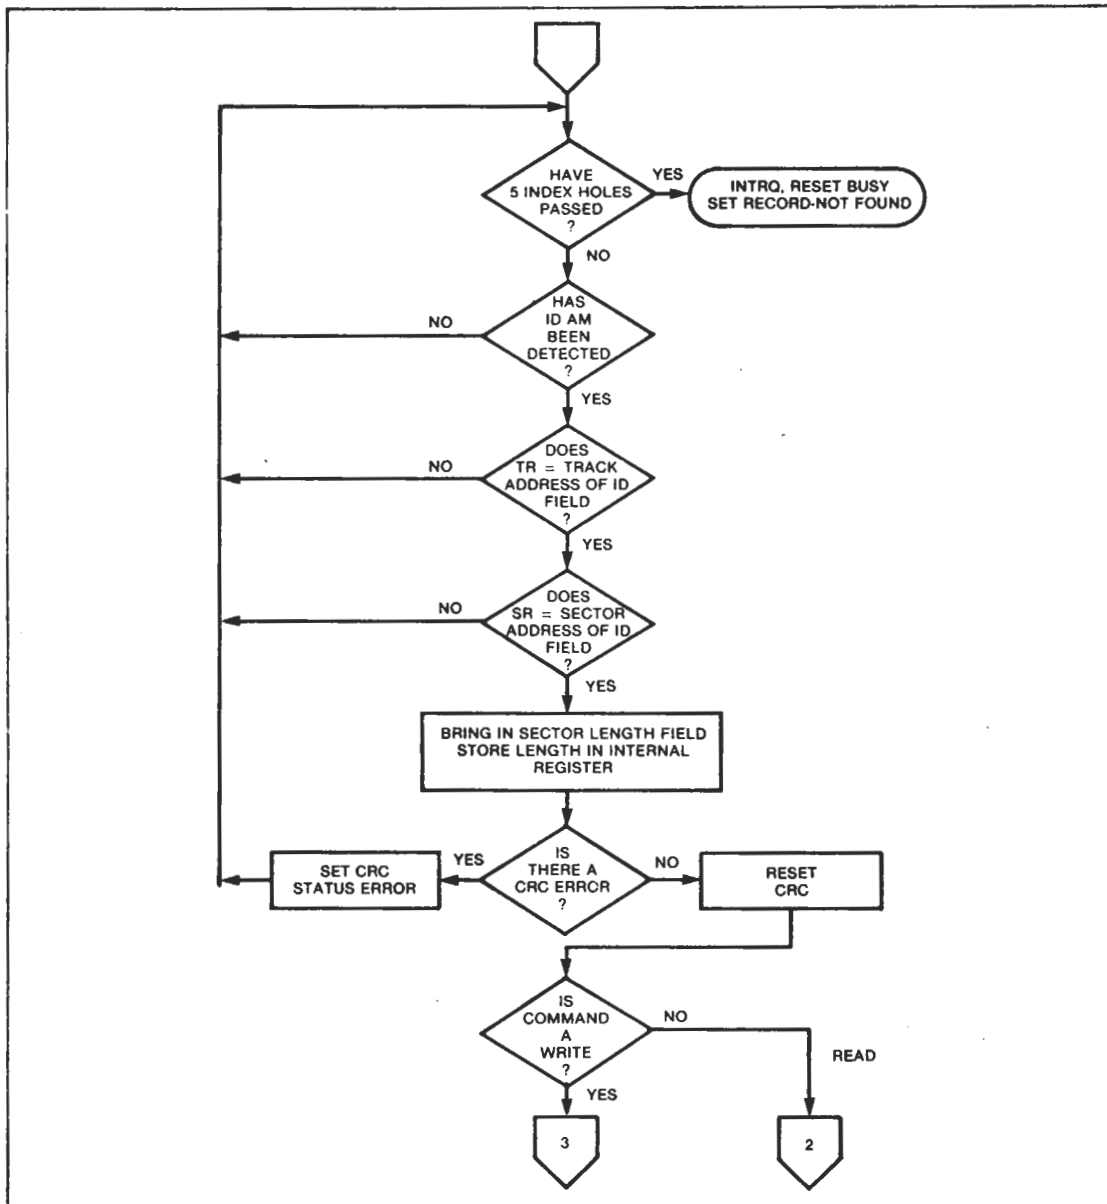 HAVE
5 INDEX HOLES
PASSED
?
YES
INTRQ, RESET BUSY
SET RECORD-NOT FOUND
NO
HAS
ID AM
BEEN
DETECTED
?
NO
YES
DOES
TR = TRACK
ADDRESS OF ID
FIELD
?
NO
YES
DOES
SR = SECTOR
ADDRESS OF ID
FIELD
?
NO
YES
BRING IN SECTOR LENGTH FIELD
STORE LENGTH IN INTERNAL
REGISTER
IS
THERE A
CRC ERROR
?
YES
SET CRC
STATUS ERROR
NO
RESET
CRC
IS
COMMAND
A
WRITE
?
NO
READ
YES
3
2